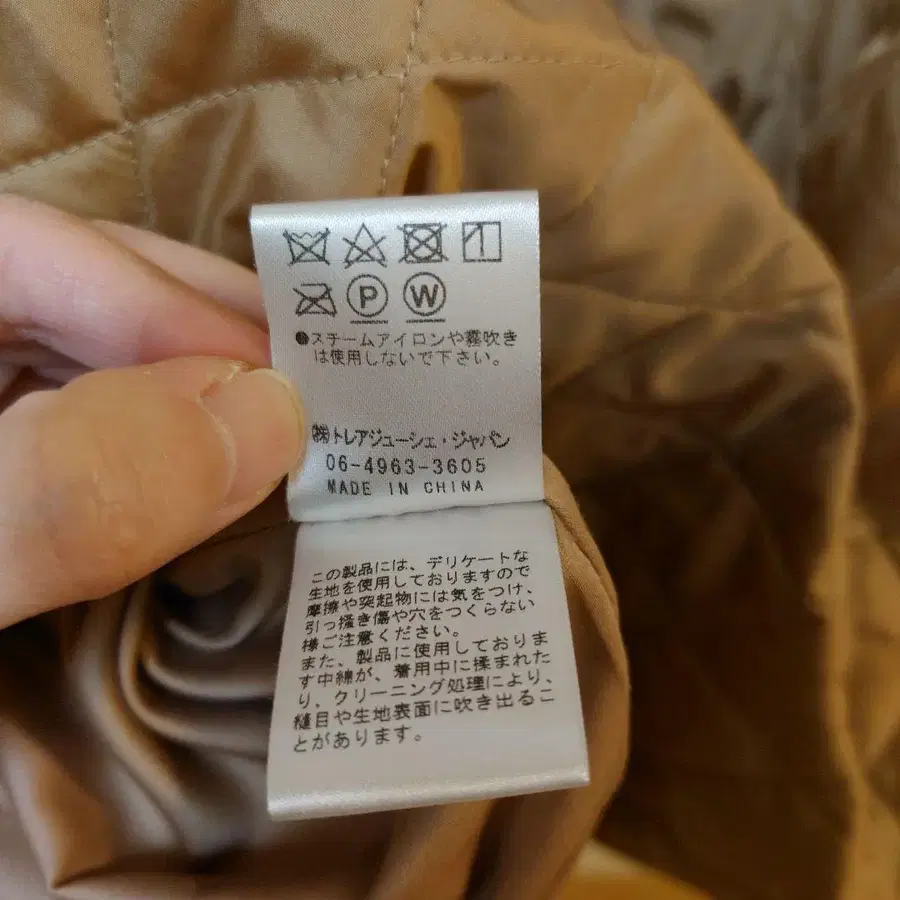 P W
●スチームアイロンや霧吹き
は使用しないで下さい。
㈱トレアジューシェ・ジャパン
06-4963-3605
MADE IN CHINA
この製品には、デリケートな
生地を使用しておりますので
摩擦や突起物には気をつけ、
引っ掻き傷や穴をつくらない
様ご注意ください。
また、製品に使用しておりま
す中綿が、着用中に揉まれた
り、クリーニング処理により、
縫目や生地表面に吹き出るこ
とがあります。